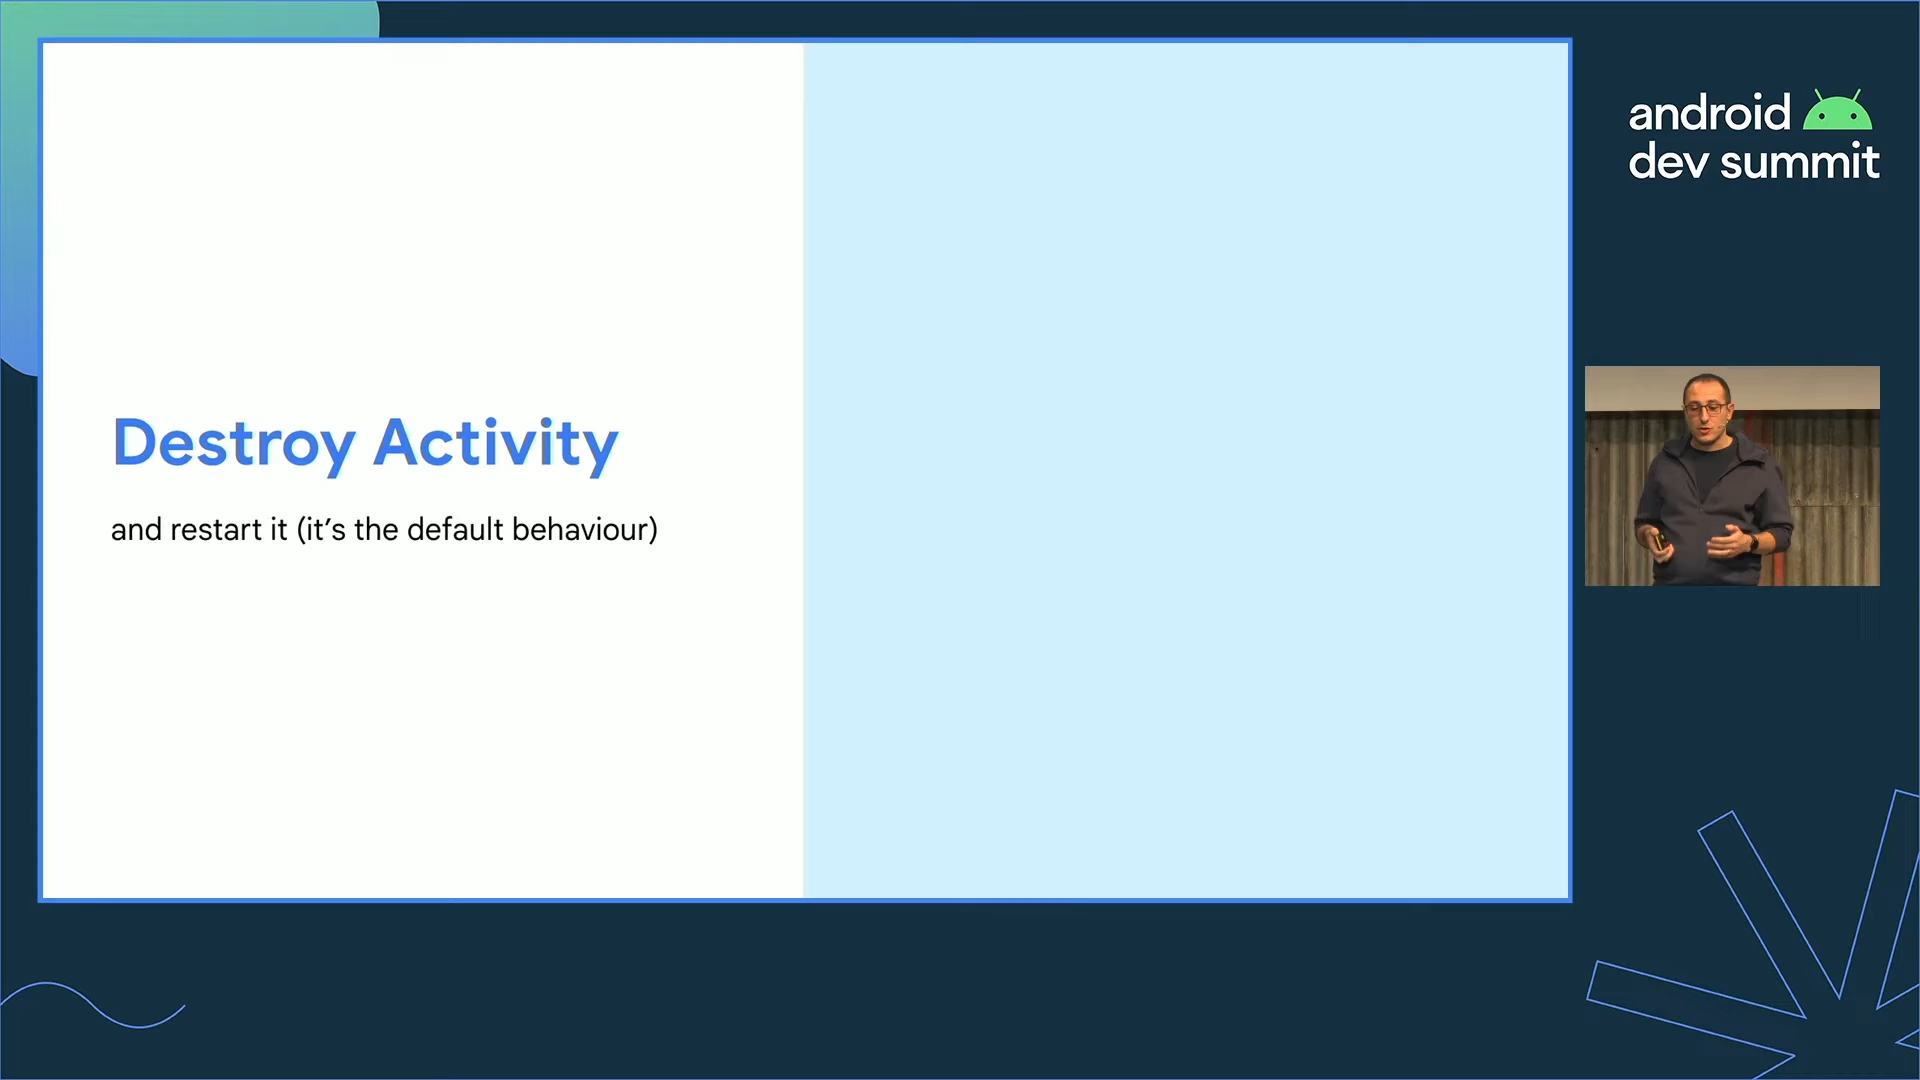 Destroy Activity
and restart it (it’s the default behaviour)
android
dev summit